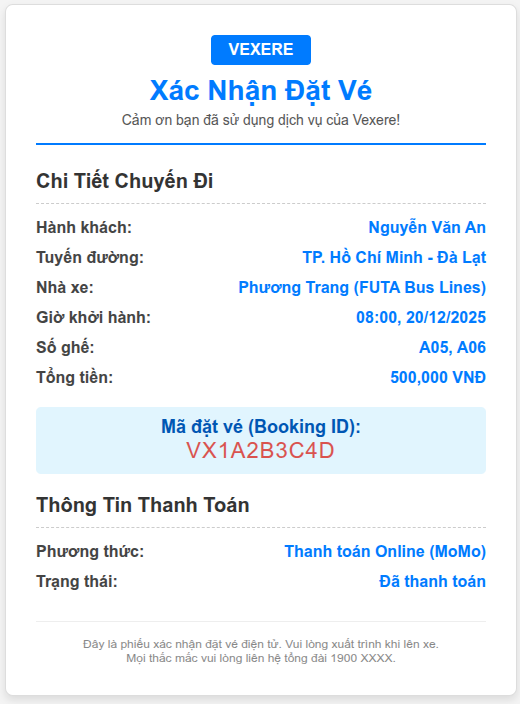 VEXERE
Xác Nhận Đặt Vé
Cảm ơn bạn đã sử dụng dịch vụ của Vexere!
Chi Tiết Chuyến Đi
Hành khách: Nguyễn Văn An
Tuyến đường: TP. Hồ Chí Minh - Đà Lạt
Nhà xe: Phương Trang (FUTA Bus Lines)
Giờ khởi hành: 08:00, 20/12/2025
Số ghế: A05, A06
Tổng tiền: 500,000 VNĐ
Mã đặt vé (Booking ID):
VX1A2B3C4D
Thông Tin Thanh Toán
Phương thức: Thanh toán Online (MoMo)
Trạng thái: Đã thanh toán
Đây là phiếu xác nhận đặt vé điện tử. Vui lòng xuất trình khi lên xe.
Mọi thắc mắc vui lòng liên hệ tổng đài 1900 XXXX.